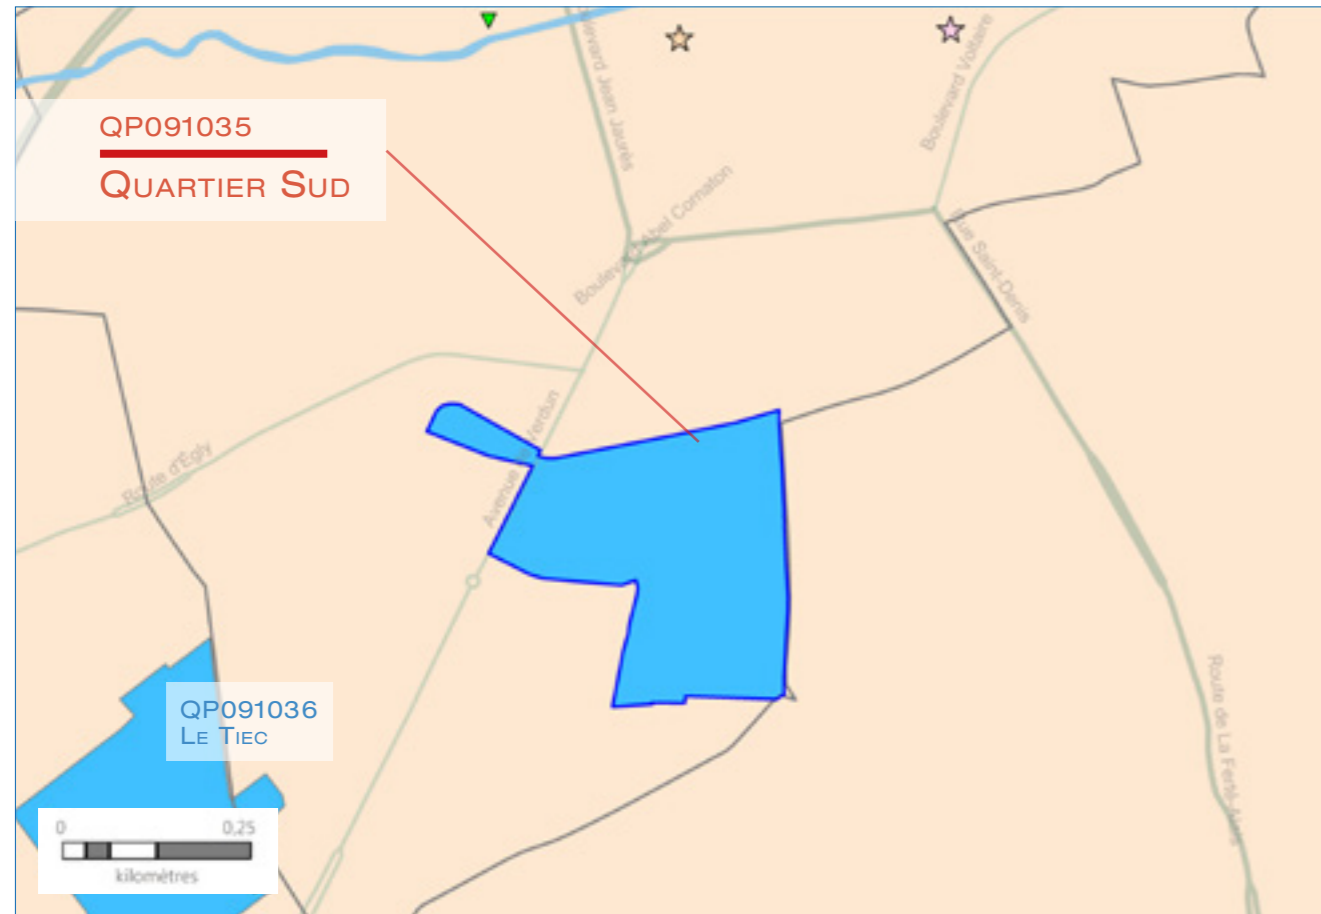 Boulevard Jean Jaurès
Boulevard Voltaire
QP091035
QUARTIER SUD
Boulevard Abel Cornaton
Rue Saint-Denis
Route d'Egly
Avenue de Verdun
QP091036
LE TIEC
Route de La Ferté-Alais
0 0,25
kilomètres